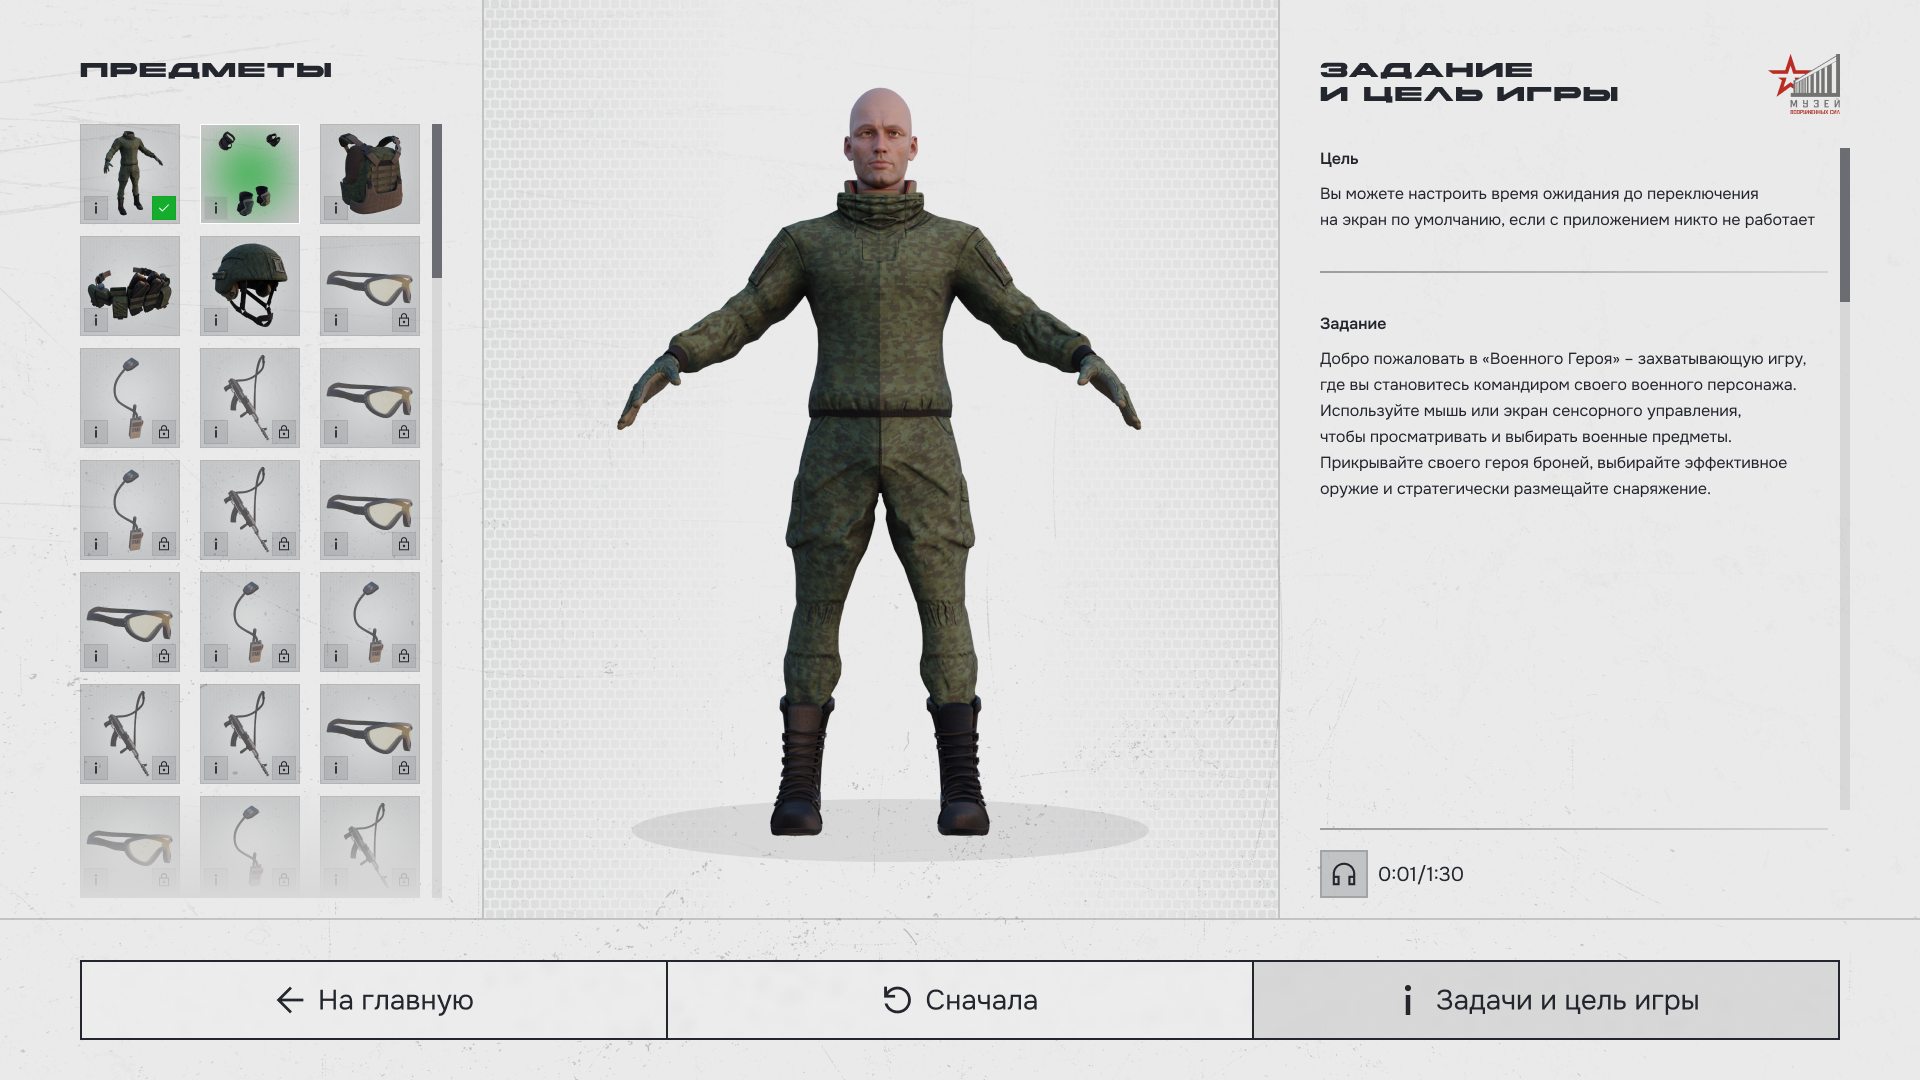 ПРЕДМЕТЫ
ЗАДАНИЕ
И ЦЕЛЬ ИГРЫ
МУЗЕЙ
ВООРУЖЕННЫХ СИЛ
Цель
Вы можете настроить время ожидания до переключения
на экран по умолчанию, если с приложением никто не работает
Задание
Добро пожаловать в «Военного Героя» – захватывающую игру,
где вы становитесь командиром своего военного персонажа.
Используйте мышь или экран сенсорного управления,
чтобы просматривать и выбирать военные предметы.
Прикрывайте своего героя броней, выбирайте эффективное
оружие и стратегически размещайте снаряжение.
0:01/1:30
На главную
Сначала
Задачи и цель игры